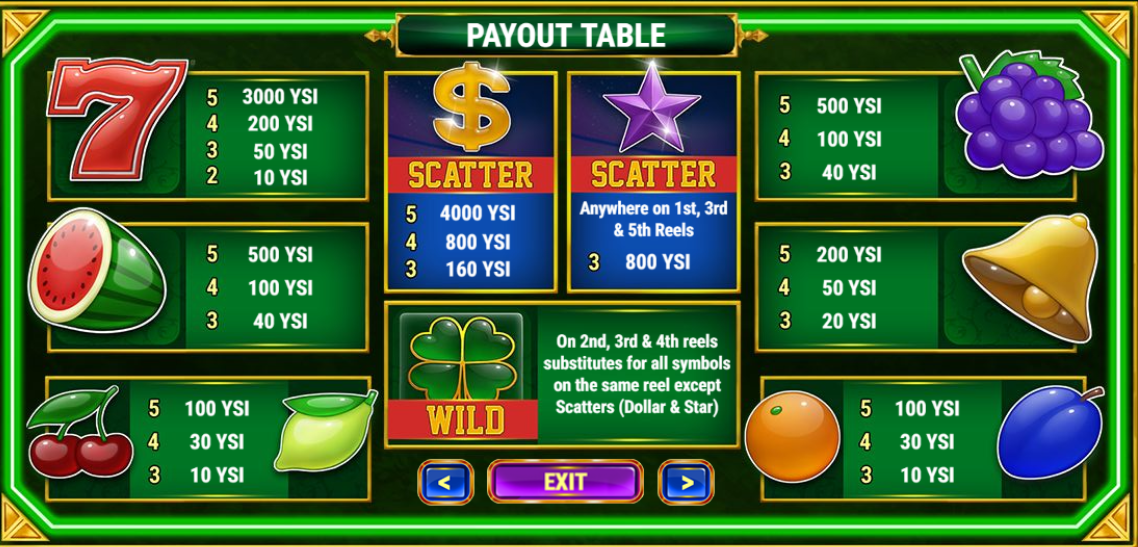 PAYOUT TABLE
7
5 3000 YSI
4 200 YSI
3 50 YSI
2 10 YSI
$
SCATTER
5 4000 YSI
4 800 YSI
3 160 YSI
SCATTER
Anywhere on 1st, 3rd
& 5th Reels
3 800 YSI
5 500 YSI
4 100 YSI
3 40 YSI
5 500 YSI
4 100 YSI
3 40 YSI
WILD
On 2nd, 3rd & 4th reels
substitutes for all symbols
on the same reel except
Scatters (Dollar & Star)
5 200 YSI
4 50 YSI
3 20 YSI
5 100 YSI
4 30 YSI
3 10 YSI
5 100 YSI
4 30 YSI
3 10 YSI
<
EXIT
>